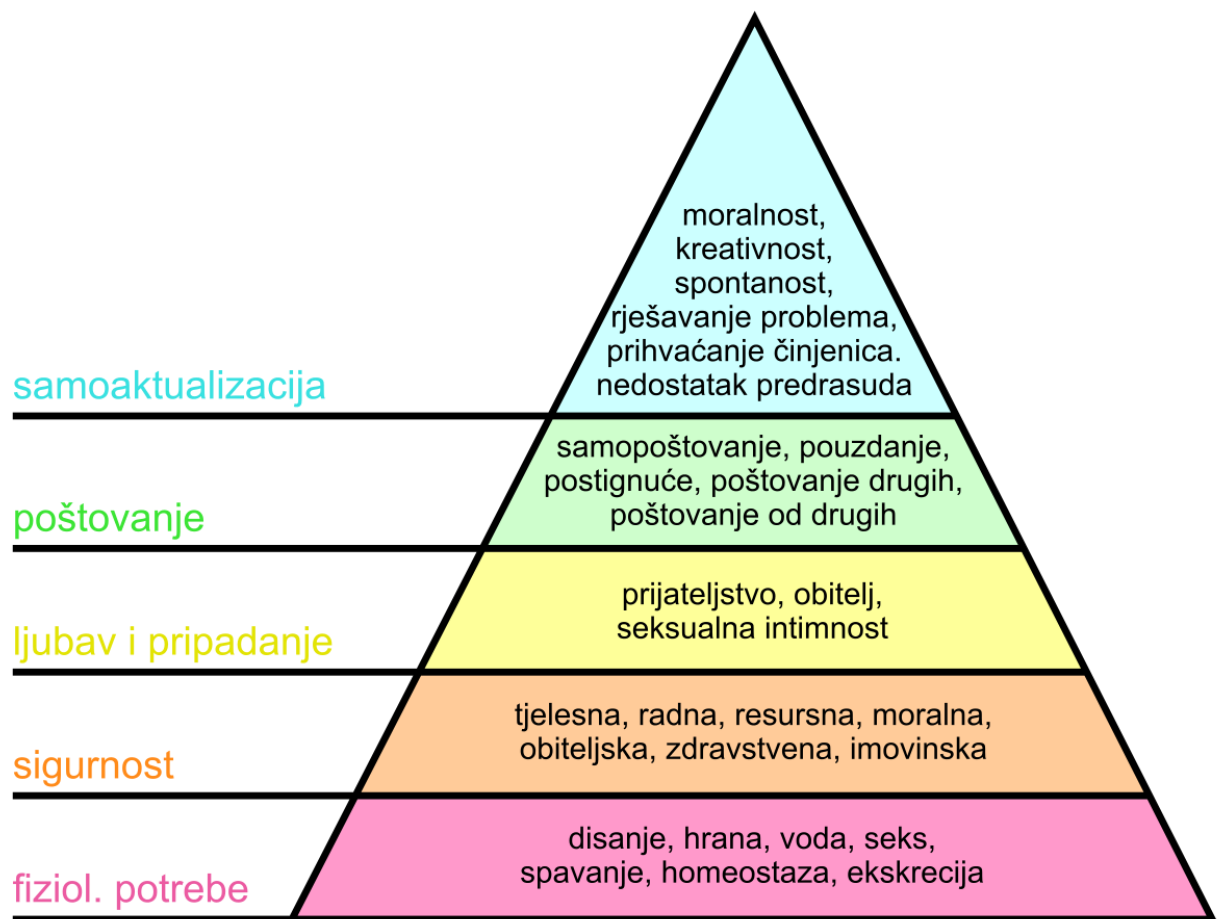 moralnost,
kreativnost,
spontanost,
rješavanje problema,
prihvaćanje činjenica.
nedostatak predrasuda
samoaktualizacija
samopoštovanje, pouzdanje,
postignuće, poštovanje drugih,
poštovanje od drugih
poštovanje
prijateljstvo, obitelj,
seksualna intimnost
ljubav i pripadanje
tjelesna, radna, resursna, moralna,
obiteljska, zdravstvena, imovinska
sigurnost
disanje, hrana, voda, seks,
spavanje, homeostaza, ekskrecija
fiziol. potrebe